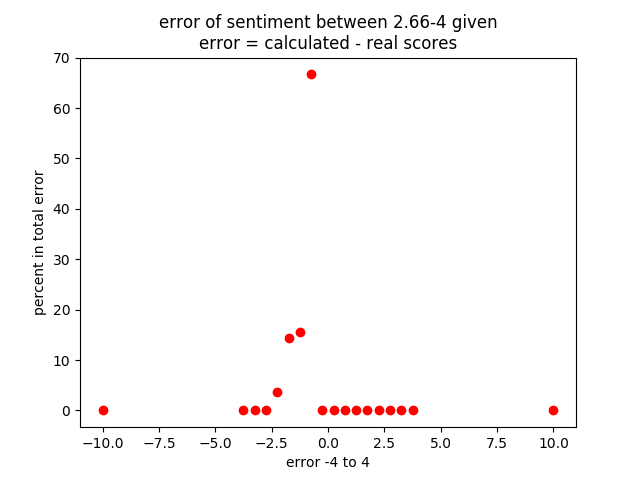 error of sentiment between 2.66-4 given
error = calculated - real scores
percent in total error
70
60
50
40
30
20
10
0
−10.0 −7.5 −5.0 −2.5 0.0 2.5 5.0 7.5 10.0
error -4 to 4